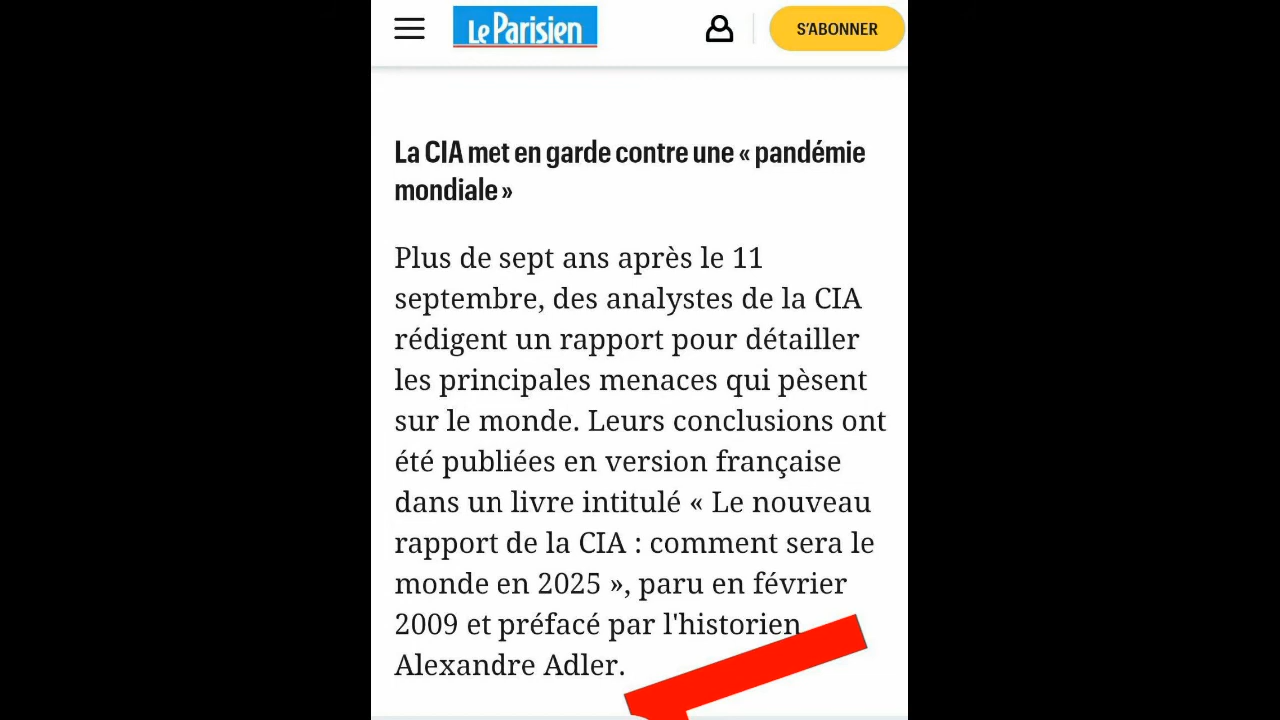 Le Parisien
S'ABONNER
La CIA met en garde contre une « pandémie
mondiale »
Plus de sept ans après le 11
septembre, des analystes de la CIA
rédigent un rapport pour détailler
les principales menaces qui pèsent
sur le monde. Leurs conclusions ont
été publiées en version française
dans un livre intitulé « Le nouveau
rapport de la CIA : comment sera le
monde en 2025 », paru en février
2009 et préfacé par l'historien
Alexandre Adler.